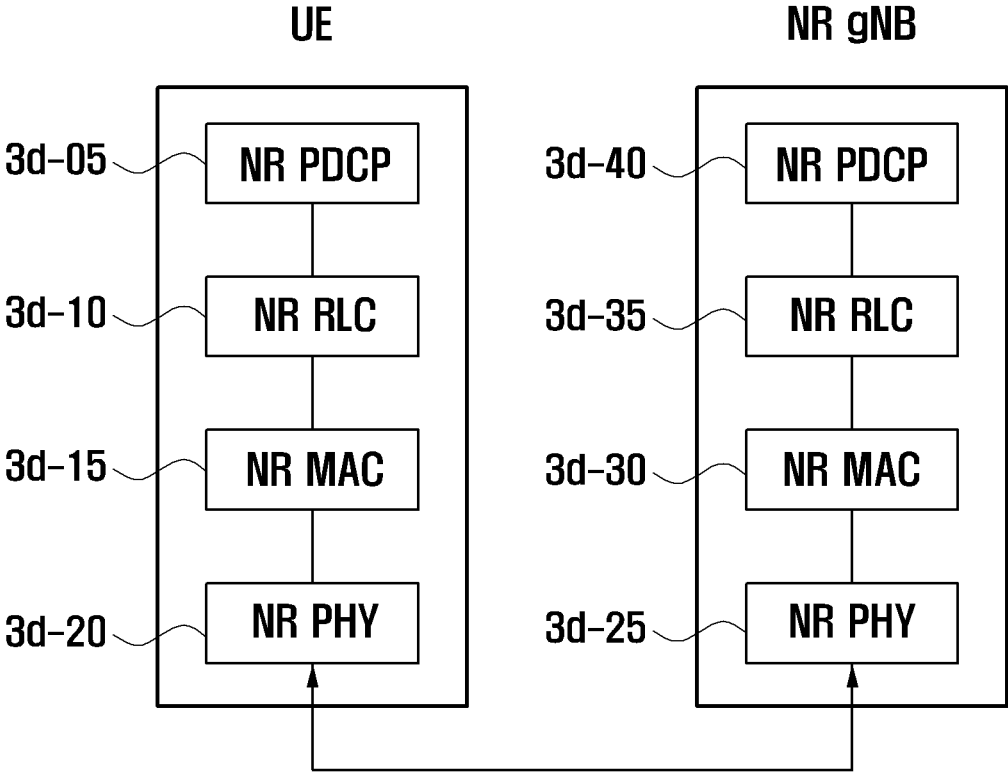 UE NR gNB
3d-05 NR PDCP 3d-40 NR PDCP
3d-10 NR RLC 3d-35 NR RLC
3d-15 NR MAC 3d-30 NR MAC
3d-20 NR PHY 3d-25 NR PHY